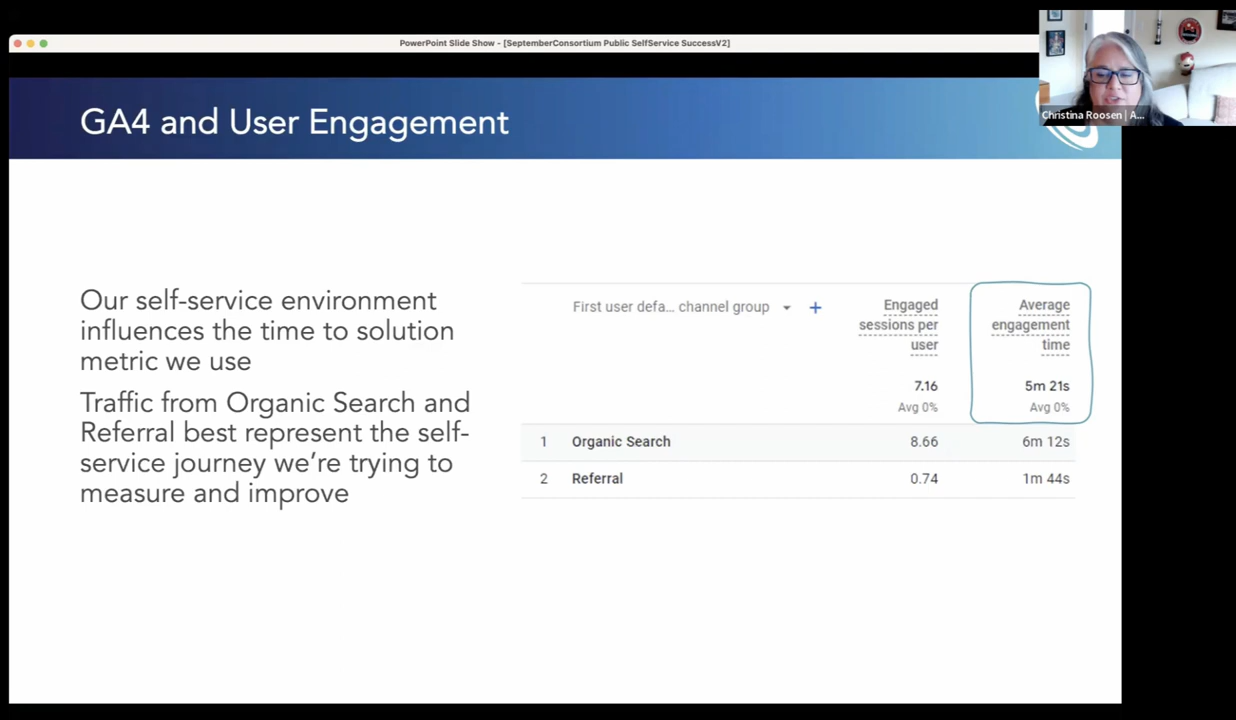 PowerPoint Slide Show - [SeptemberConsortium Public SelfService SuccessV2]
Christina Roosen | A...
GA4 and User Engagement
Our self-service environment
influences the time to solution
metric we use
Traffic from Organic Search and
Referral best represent the self-
service journey we're trying to
measure and improve
First user defa... channel group +
Engaged
sessions per
user
Average
engagement
time
7.16 5m 21s
Avg 0% Avg 0%
1 Organic Search 8.66 6m 12s
2 Referral 0.74 1m 44s